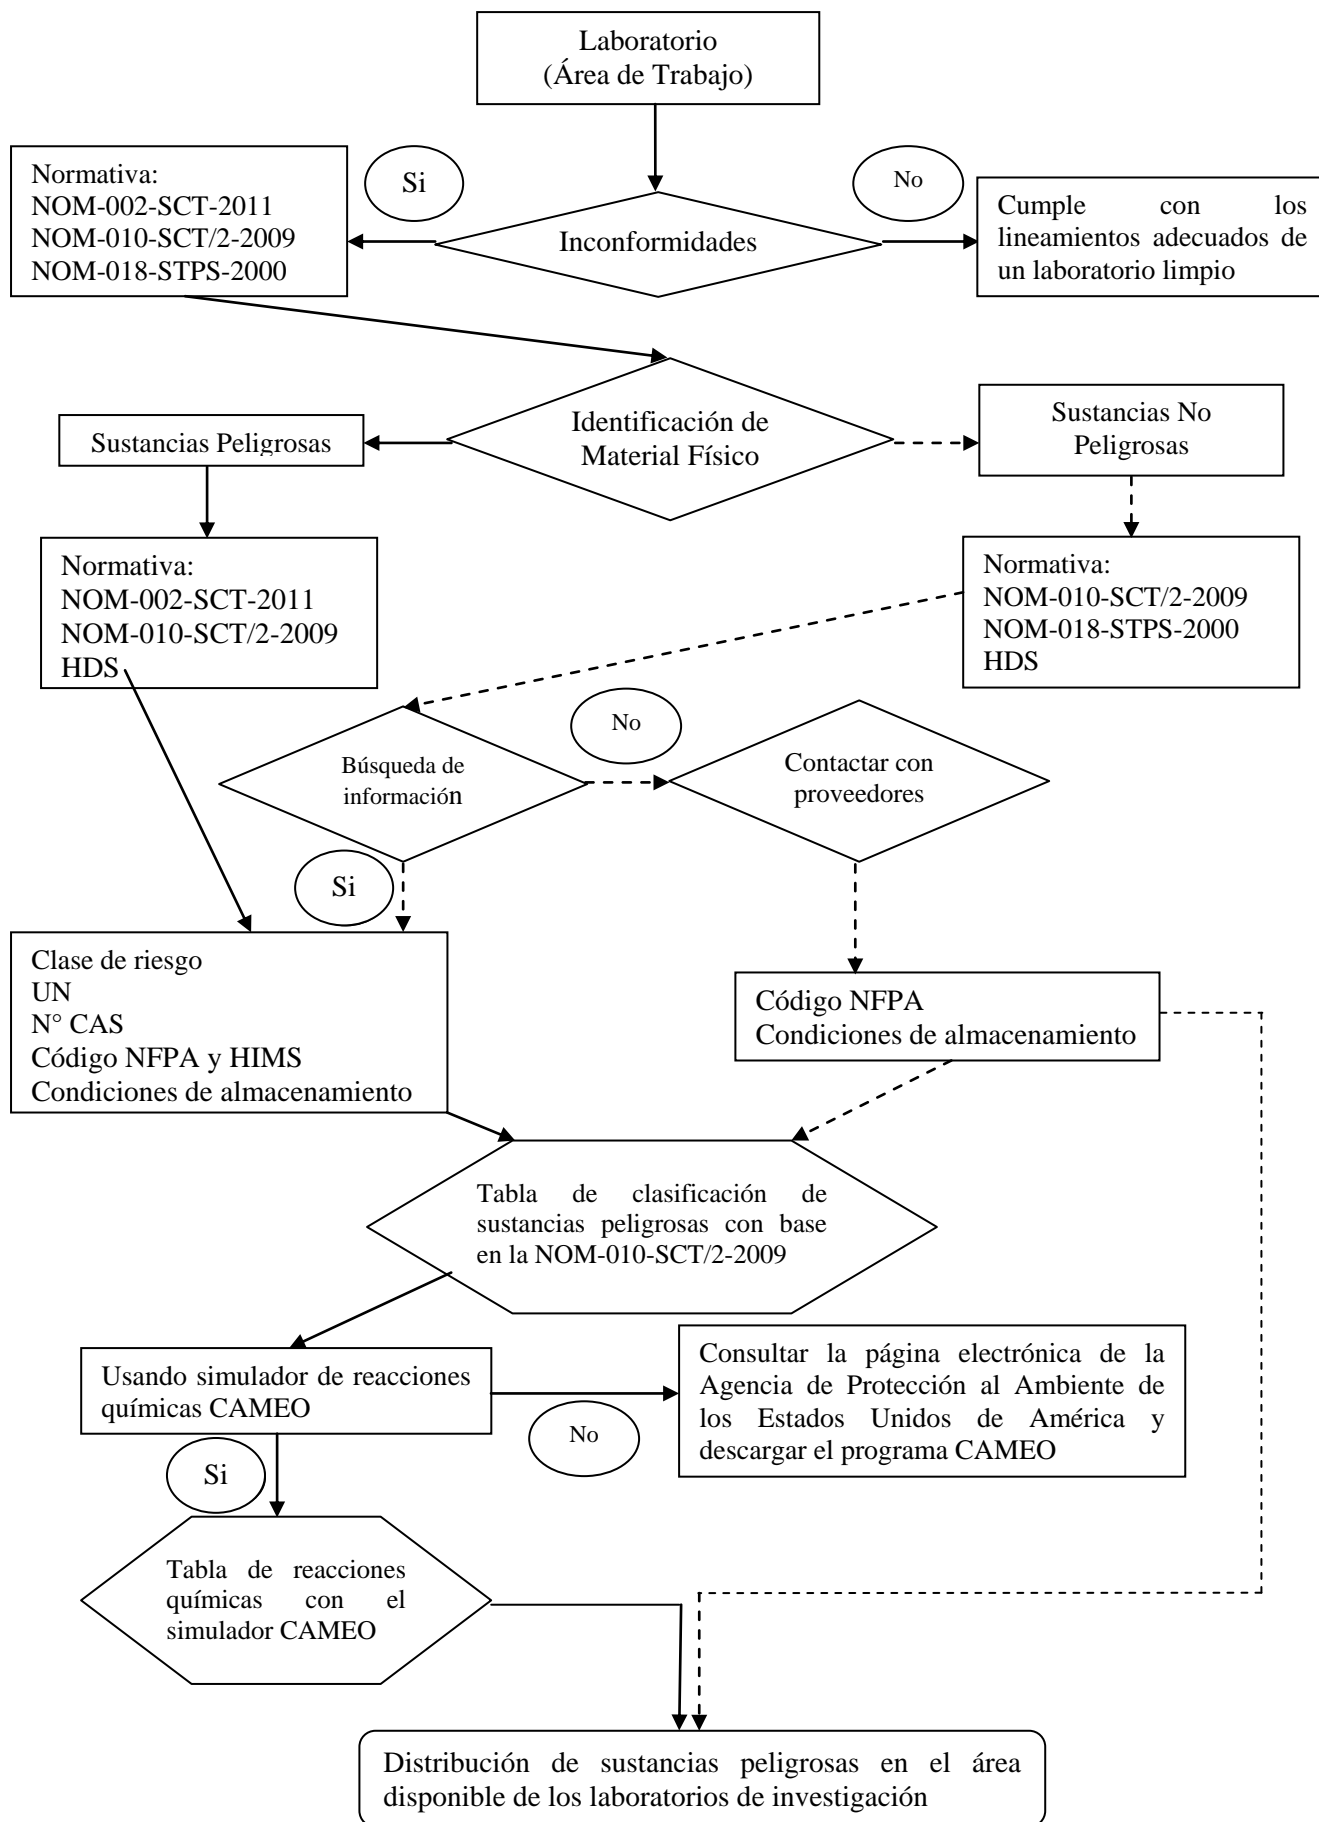 Laboratorio
(Área de Trabajo)
Si
No
Normativa:
NOM-002-SCT-2011
NOM-010-SCT/2-2009
NOM-018-STPS-2000
Inconformidades
Cumple con los
lineamientos adecuados de
un laboratorio limpio
Identificación de
Material Físico
Sustancias Peligrosas
Sustancias No
Peligrosas
Normativa:
NOM-002-SCT-2011
NOM-010-SCT/2-2009
HDS
Normativa:
NOM-010-SCT/2-2009
NOM-018-STPS-2000
HDS
Búsqueda de
información
No
Contactar con
proveedores
Si
Clase de riesgo
UN
N° CAS
Código NFPA y HIMS
Condiciones de almacenamiento
Código NFPA
Condiciones de almacenamiento
Tabla de clasificación de
sustancias peligrosas con base
en la NOM-010-SCT/2-2009
Usando simulador de reacciones
químicas CAMEO
No
Consultar la página electrónica de la
Agencia de Protección al Ambiente de
los Estados Unidos de América y
descargar el programa CAMEO
Si
Tabla de reacciones
químicas con el
simulador CAMEO
Distribución de sustancias peligrosas en el área
disponible de los laboratorios de investigación